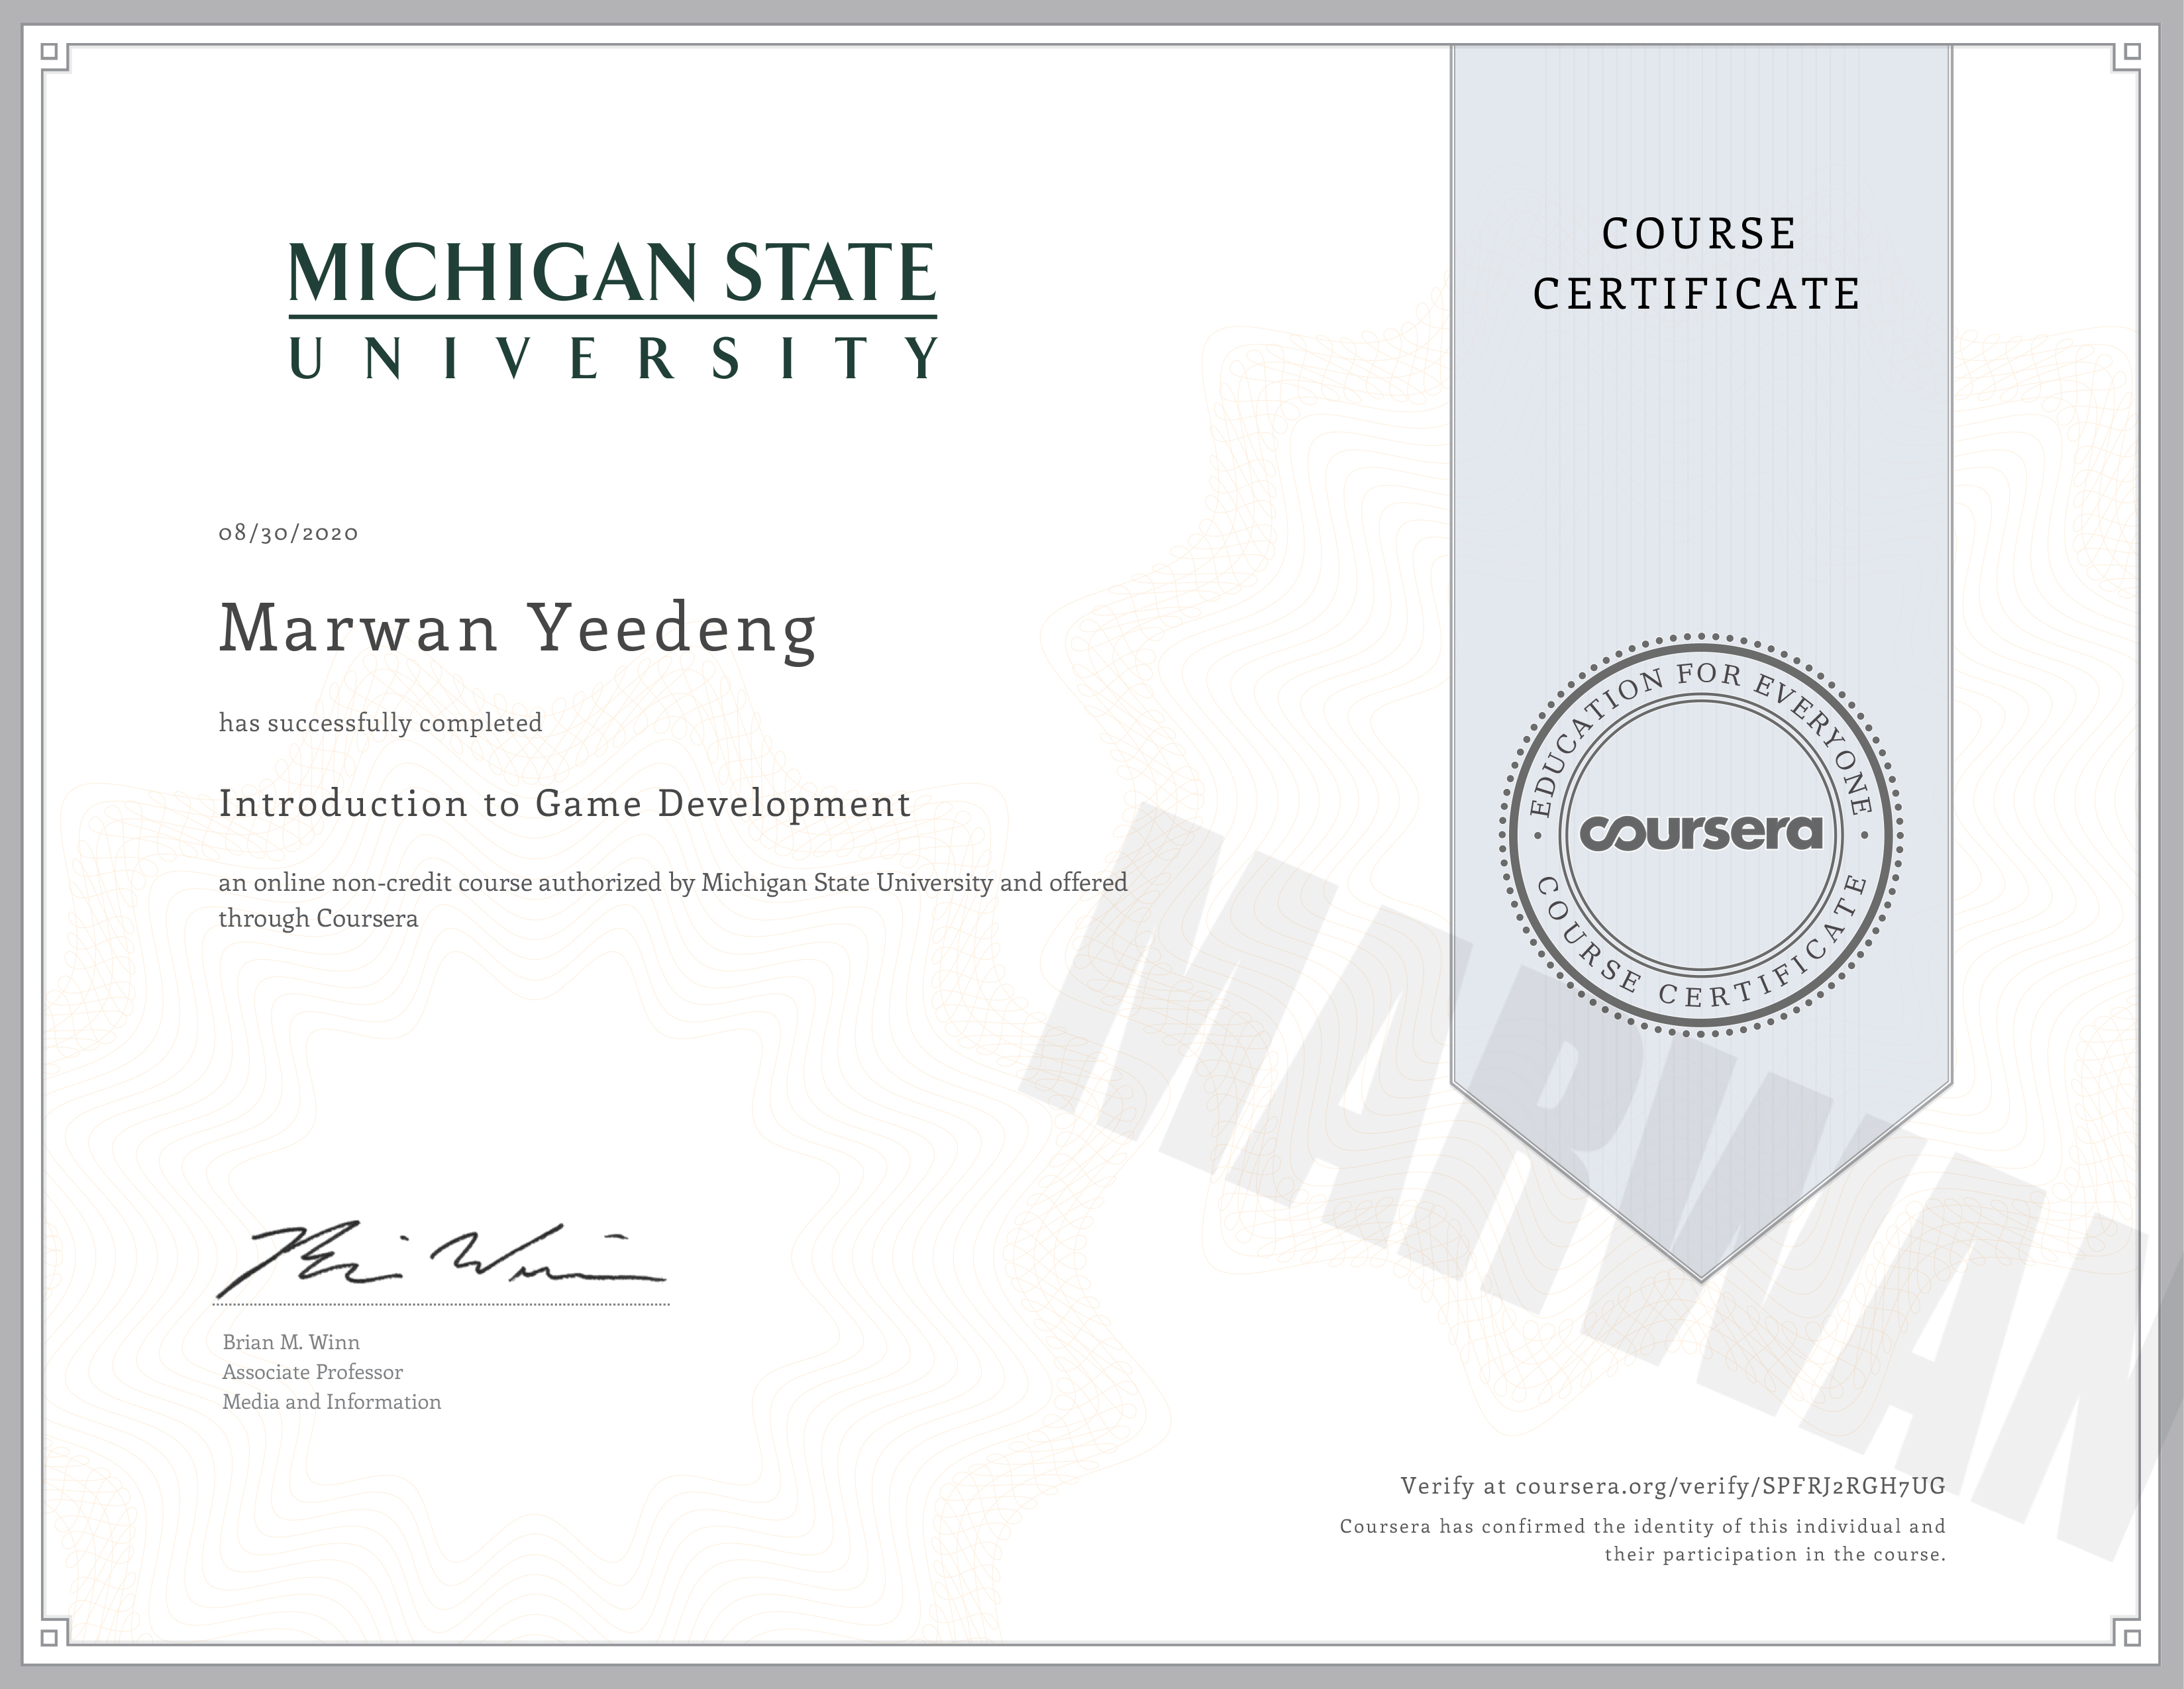 MICHIGAN STATE
UNIVERSITY
08/30/2020
Marwan Yeedeng
has successfully completed
Introduction to Game Development
an online non-credit course authorized by Michigan State University and offered
through Coursera
Brian M. Winn
Associate Professor
Media and Information
COURSE
CERTIFICATE
EDUCATION FOR EVERYONE
coursera
COURSE CERTIFICATE
MARWAN
Verify at coursera.org/verify/SPFRJ2RGH7UG
Coursera has confirmed the identity of this individual and
their participation in the course.